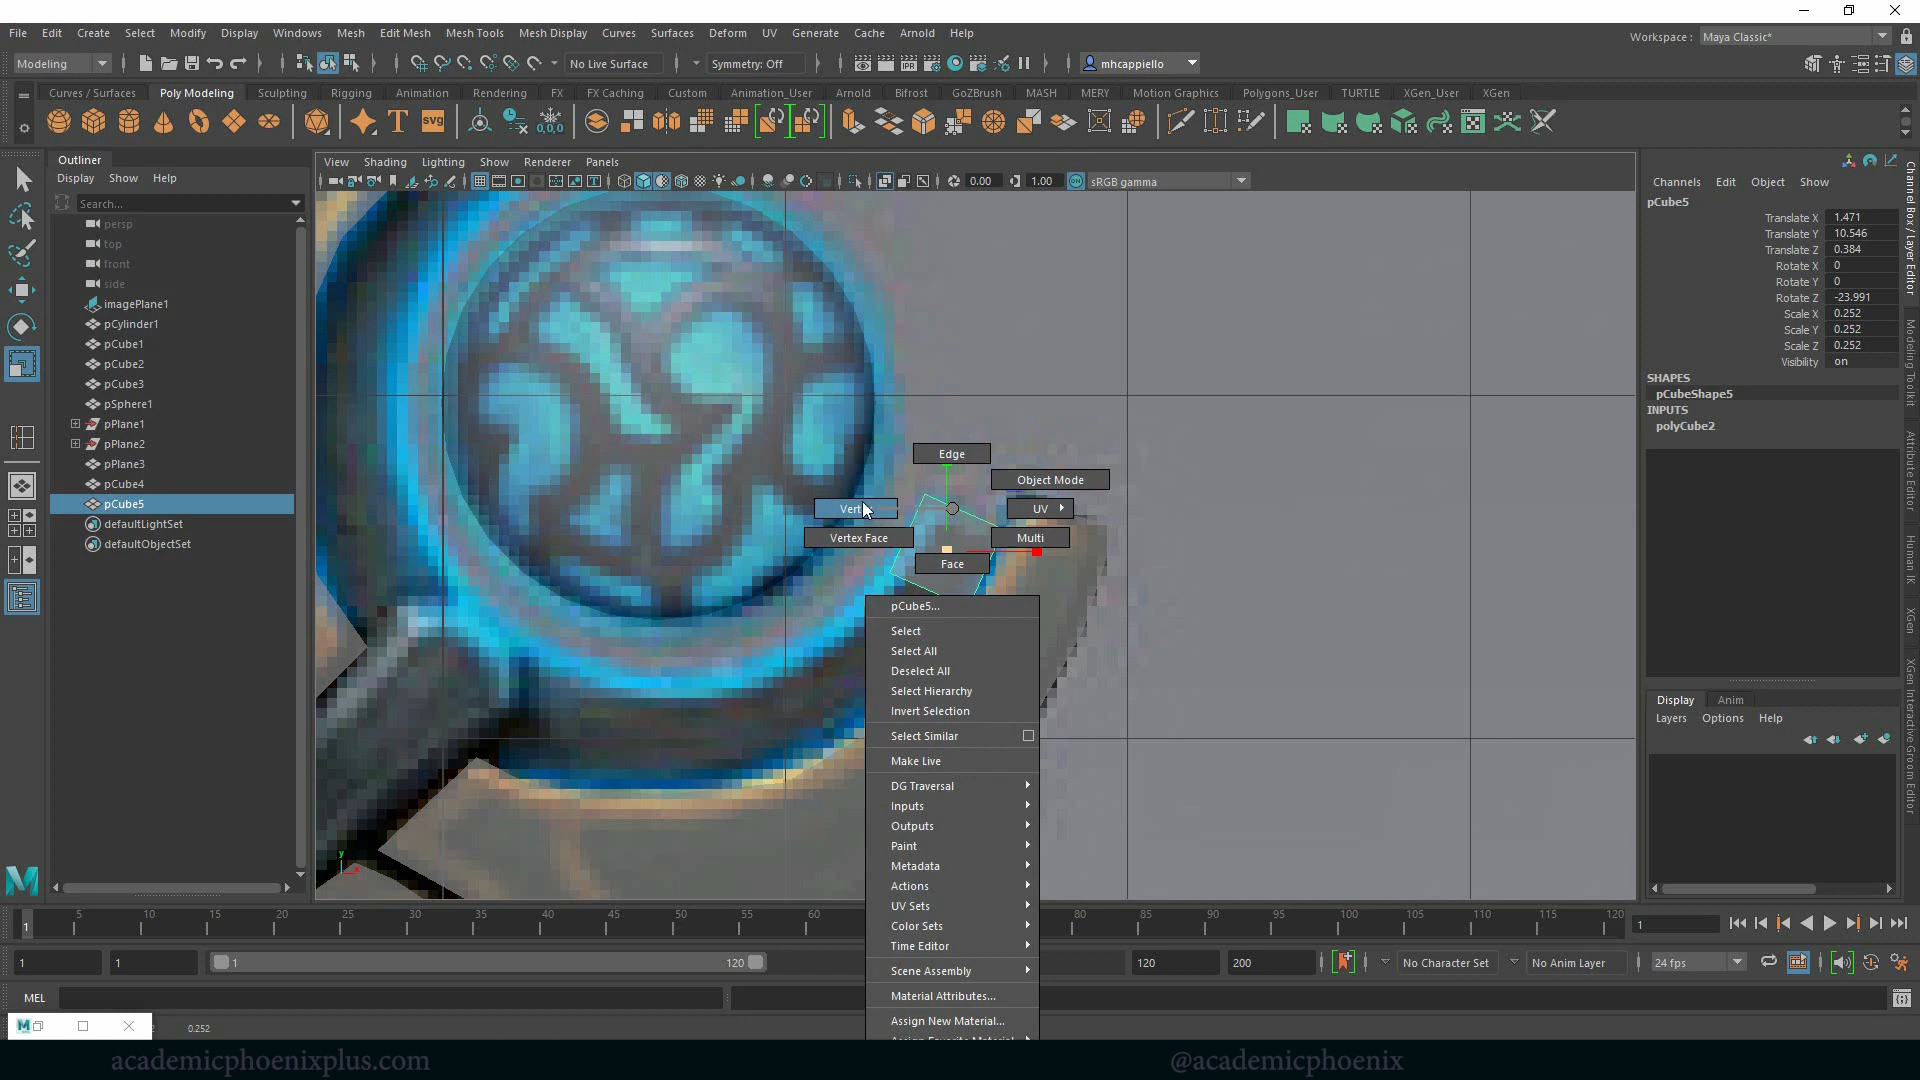 File Edit Create Select Modify Display Windows Mesh Edit Mesh Mesh Tools Mesh Display Curves Surfaces Deform UV Generate Cache Arnold Help
Workspace : Maya Classic*
Modeling No Live Surface Symmetry: Off mhcappiello
Curves / Surfaces Poly Modeling Sculpting Rigging Animation Rendering FX FX Caching Custom Animation_User Arnold Bifrost GoZBrush MASH MERY Motion Graphics Polygons_User TURTLE XGen_User XGen
T svg 0,0,0
Outliner
Display Show Help
Search...
persp
top
front
side
imagePlane1
pCylinder1
pCube1
pCube2
pCube3
pSphere1
pPlane1
pPlane2
pPlane3
pCube4
pCube5
defaultLightSet
defaultObjectSet
View Shading Lighting Show Renderer Panels
0.00 1.00 sRGB gamma
Edge
Object Mode
Vert
UV
Vertex Face
Multi
Face
pCube5...
Select
Select All
Deselect All
Select Hierarchy
Invert Selection
Select Similar
Make Live
DG Traversal
Inputs
Outputs
Paint
Metadata
Actions
UV Sets
Color Sets
Time Editor
Scene Assembly
Material Attributes...
Assign New Material...
Assign Favorite Material
y
Channels Edit Object Show
pCube5
Translate X 1.471
Translate Y 10.546
Translate Z 0.384
Rotate X 0
Rotate Y 0
Rotate Z -23.991
Scale X 0.252
Scale Y 0.252
Scale Z 0.252
Visibility on
SHAPES
pCubeShape5
INPUTS
polyCube2
Display Anim
Layers Options Help
Channel Box / Layer Editor
Modeling Toolkit
Attribute Editor
Human IK
XGen
XGen Interactive Groom Editor
1 5 10 15 20 25 30 35 40 45 50 55 60 80 85 90 95 100 105 110 115 120
1
1 1 1 120 120 200 No Character Set No Anim Layer 24 fps
MEL
0.252
academicphoenixplus.com
@academicphoenix